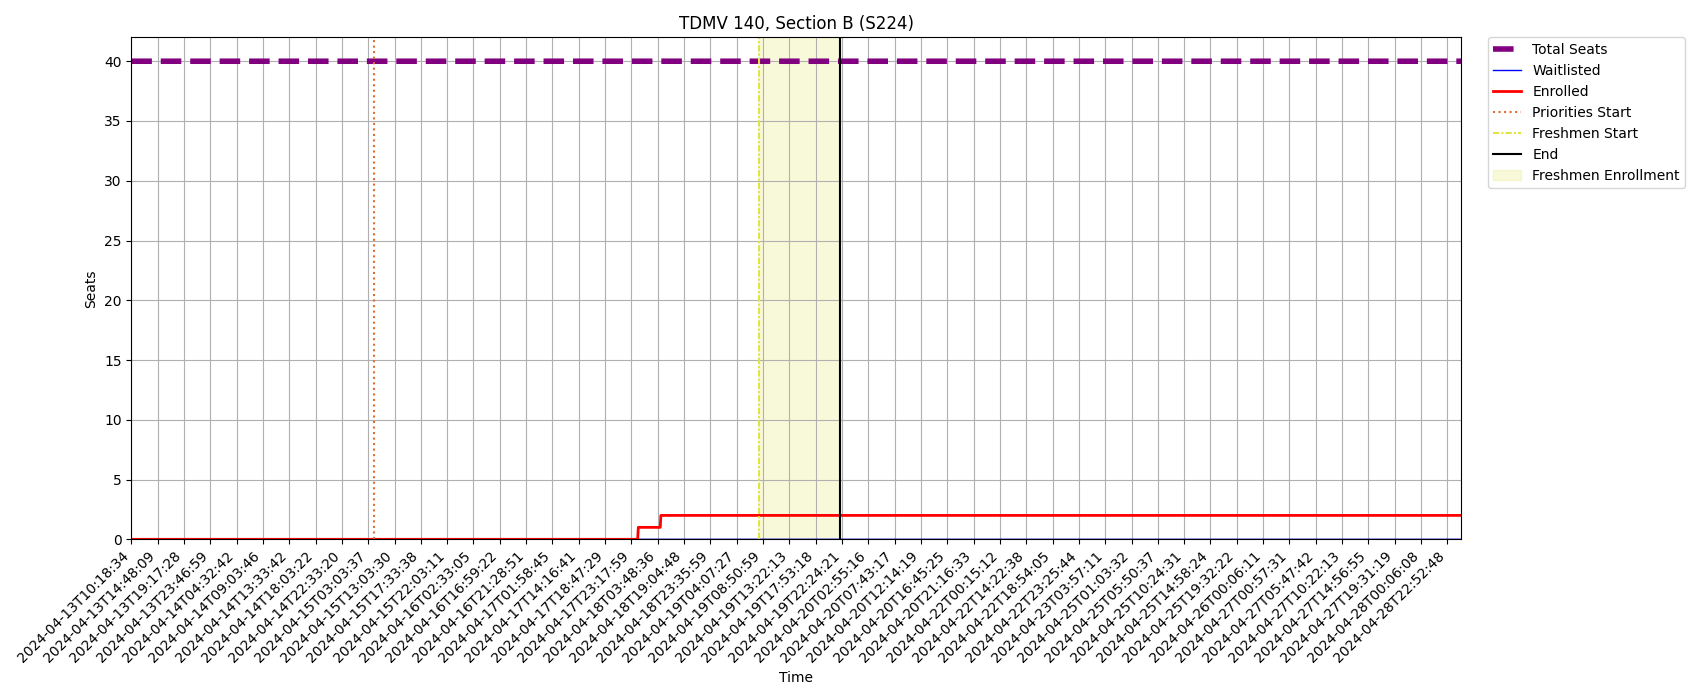 TDMV 140, Section B (S224)
Total Seats
Waitlisted
Enrolled
Priorities Start
Freshmen Start
End
Freshmen Enrollment
Seats
40
35
30
25
20
15
10
5
0
2024-04-13T10:18:34
2024-04-13T14:48:09
2024-04-13T19:17:28
2024-04-13T23:46:59
2024-04-14T04:32:42
2024-04-14T09:03:46
2024-04-14T13:33:42
2024-04-14T18:03:22
2024-04-14T22:33:20
2024-04-15T03:03:37
2024-04-15T13:03:30
2024-04-15T17:33:38
2024-04-15T22:03:11
2024-04-16T02:33:05
2024-04-16T16:59:22
2024-04-16T21:28:51
2024-04-17T01:58:45
2024-04-17T14:16:41
2024-04-17T18:47:29
2024-04-17T23:17:59
2024-04-18T03:48:36
2024-04-18T19:04:48
2024-04-18T23:35:59
2024-04-19T04:07:27
2024-04-19T08:50:59
2024-04-19T13:22:13
2024-04-19T17:53:18
2024-04-19T22:24:21
2024-04-20T02:55:16
2024-04-20T07:43:17
2024-04-20T12:14:19
2024-04-20T16:45:25
2024-04-20T21:16:33
2024-04-22T00:15:12
2024-04-22T14:22:38
2024-04-22T18:54:05
2024-04-22T23:25:44
2024-04-23T03:57:11
2024-04-25T01:03:32
2024-04-25T05:50:37
2024-04-25T10:24:31
2024-04-25T14:58:24
2024-04-25T19:32:22
2024-04-26T00:06:11
2024-04-27T00:57:31
2024-04-27T05:47:42
2024-04-27T10:22:13
2024-04-27T14:56:55
2024-04-27T19:31:19
2024-04-28T00:06:08
2024-04-28T22:52:48
Time